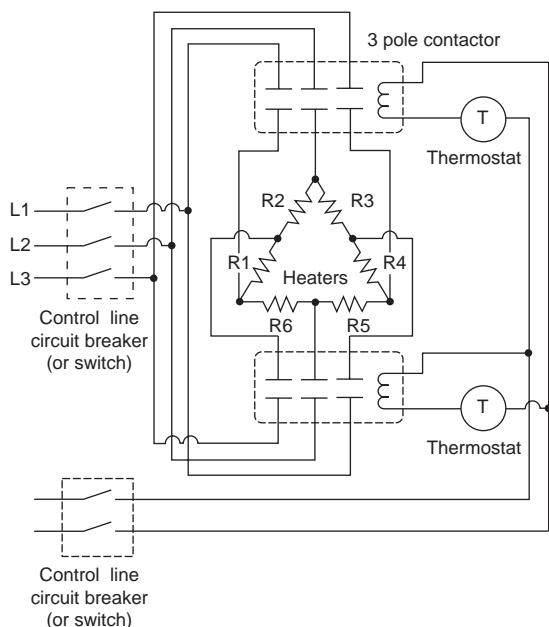 3 pole contactor
T
Thermostat
R2
R3
L1
L2
L3
R1
Heaters
R4
R6
R5
Control line
circuit breaker
(or switch)
T
Thermostat
Control line
circuit breaker
(or switch)